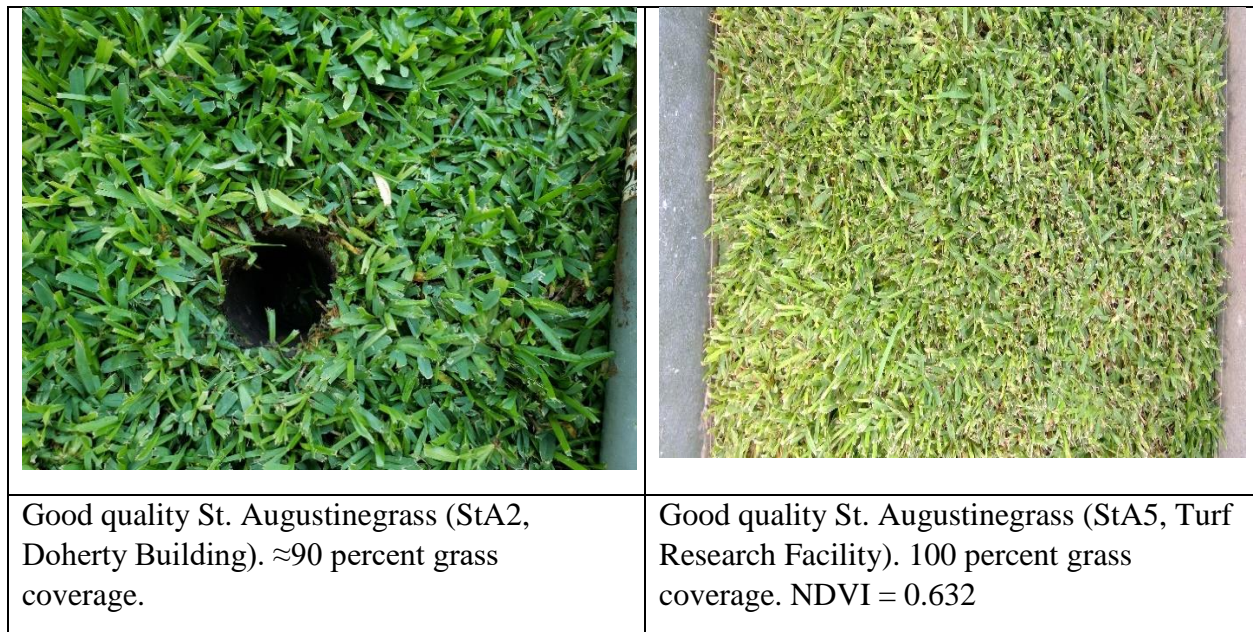 Good quality St. Augustinegrass (StA2,
Doherty Building). ≈90 percent grass
coverage.
Good quality St. Augustinegrass (StA5, Turf
Research Facility). 100 percent grass
coverage. NDVI = 0.632